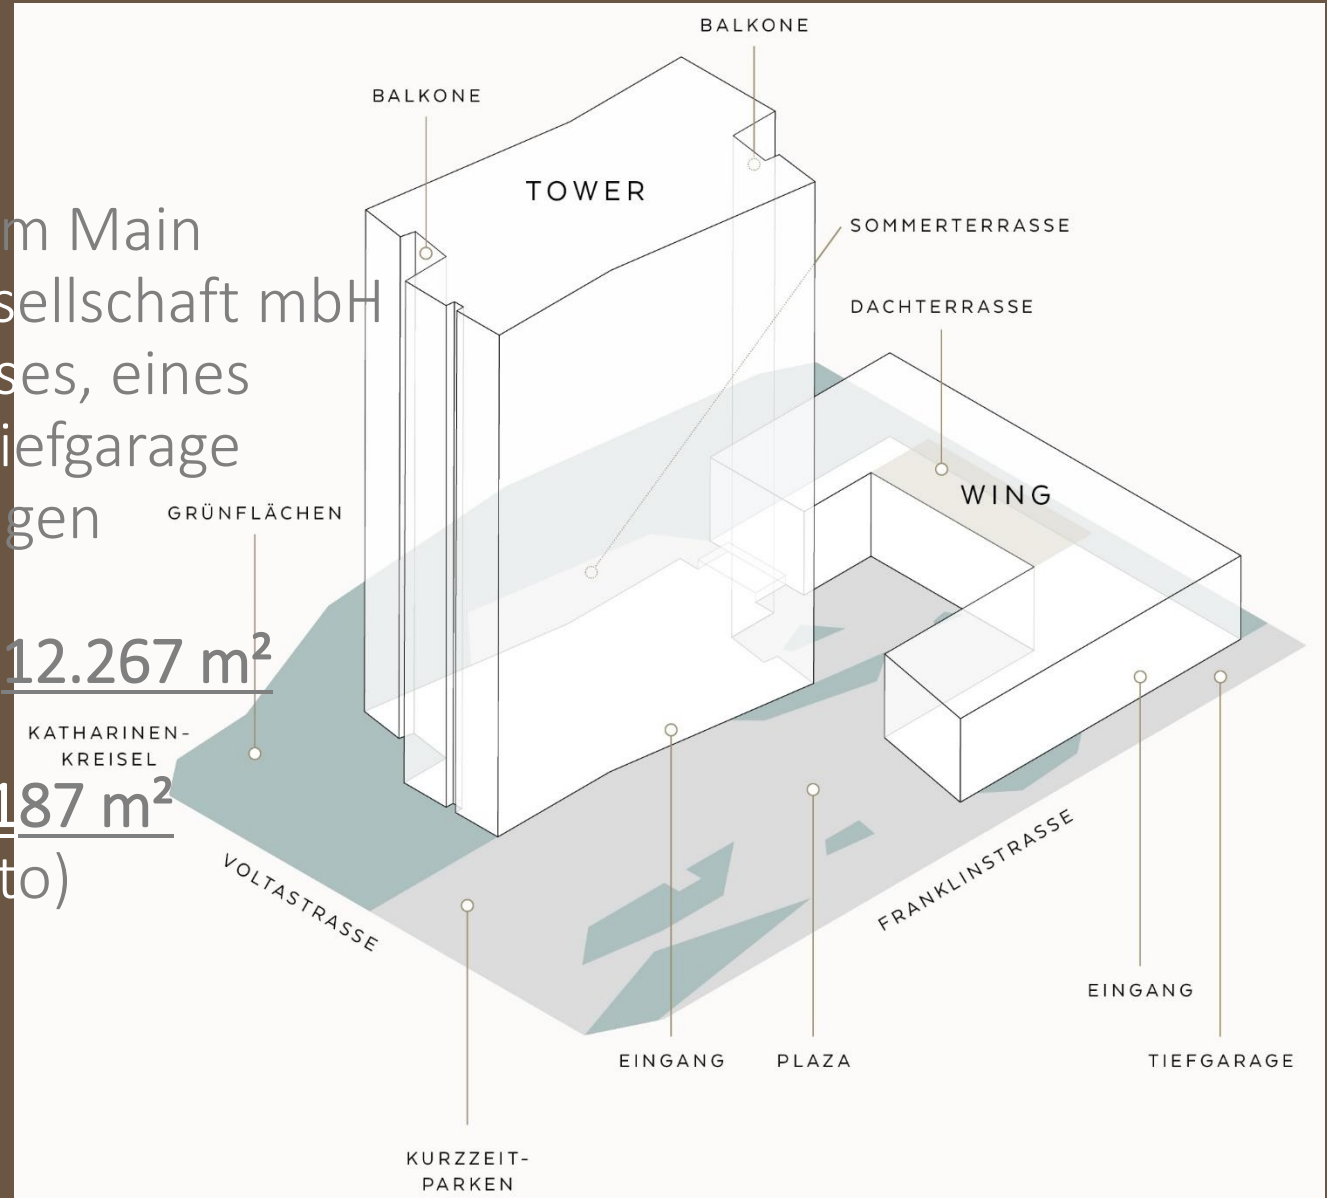 BALKONE
BALKONE
TOWER
m Main
SOMMERTERRASSE
sellschaft mbH
DACHTERRASSE
ses, eines
iefgarage
WING
gen
GRÜNFLÄCHEN
12.267 m²
KATHARINEN-
KREISEL
187 m²
to)
VOLTASTRASSE
FRANKLINSTRASSE
EINGANG
EINGANG
PLAZA
TIEFGARAGE
KURZZEIT-
PARKEN